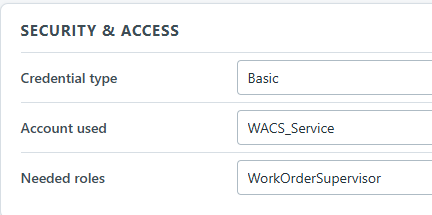 SECURITY & ACCESS
Credential type Basic
Account used WACS_Service
Needed roles WorkOrderSupervisor